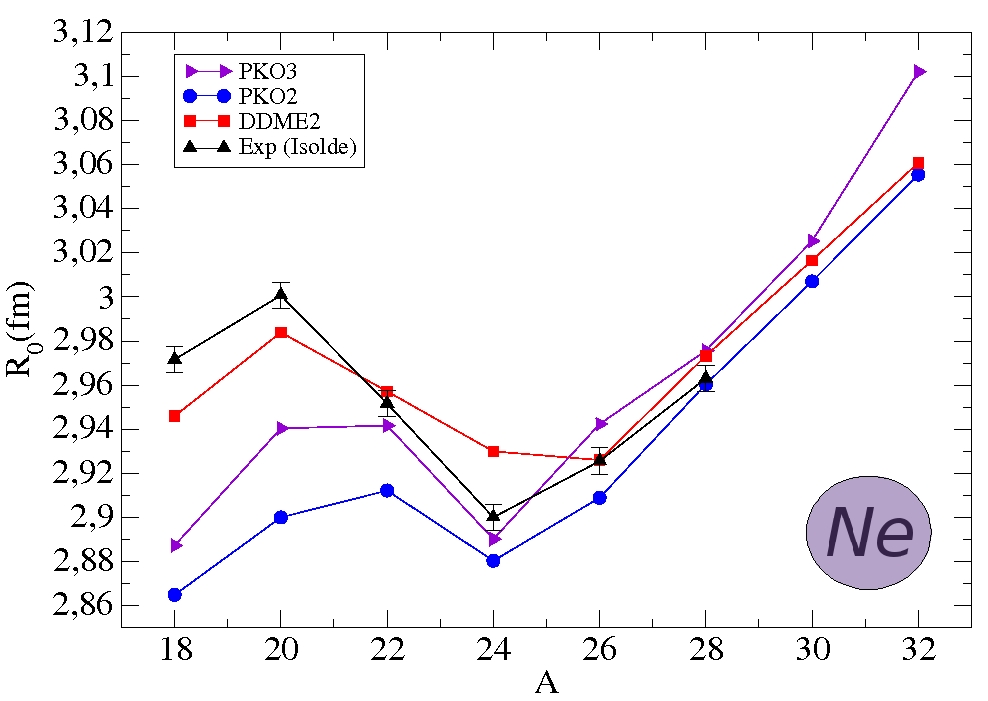 3,12
3,1
3,08
3,06
3,04
3,02
3
2,98
2,96
2,94
2,92
2,9
2,88
2,86
R0(fm)
PKO3
PKO2
DDME2
Exp (Isolde)
Ne
18 20 22 24 26 28 30 32
A